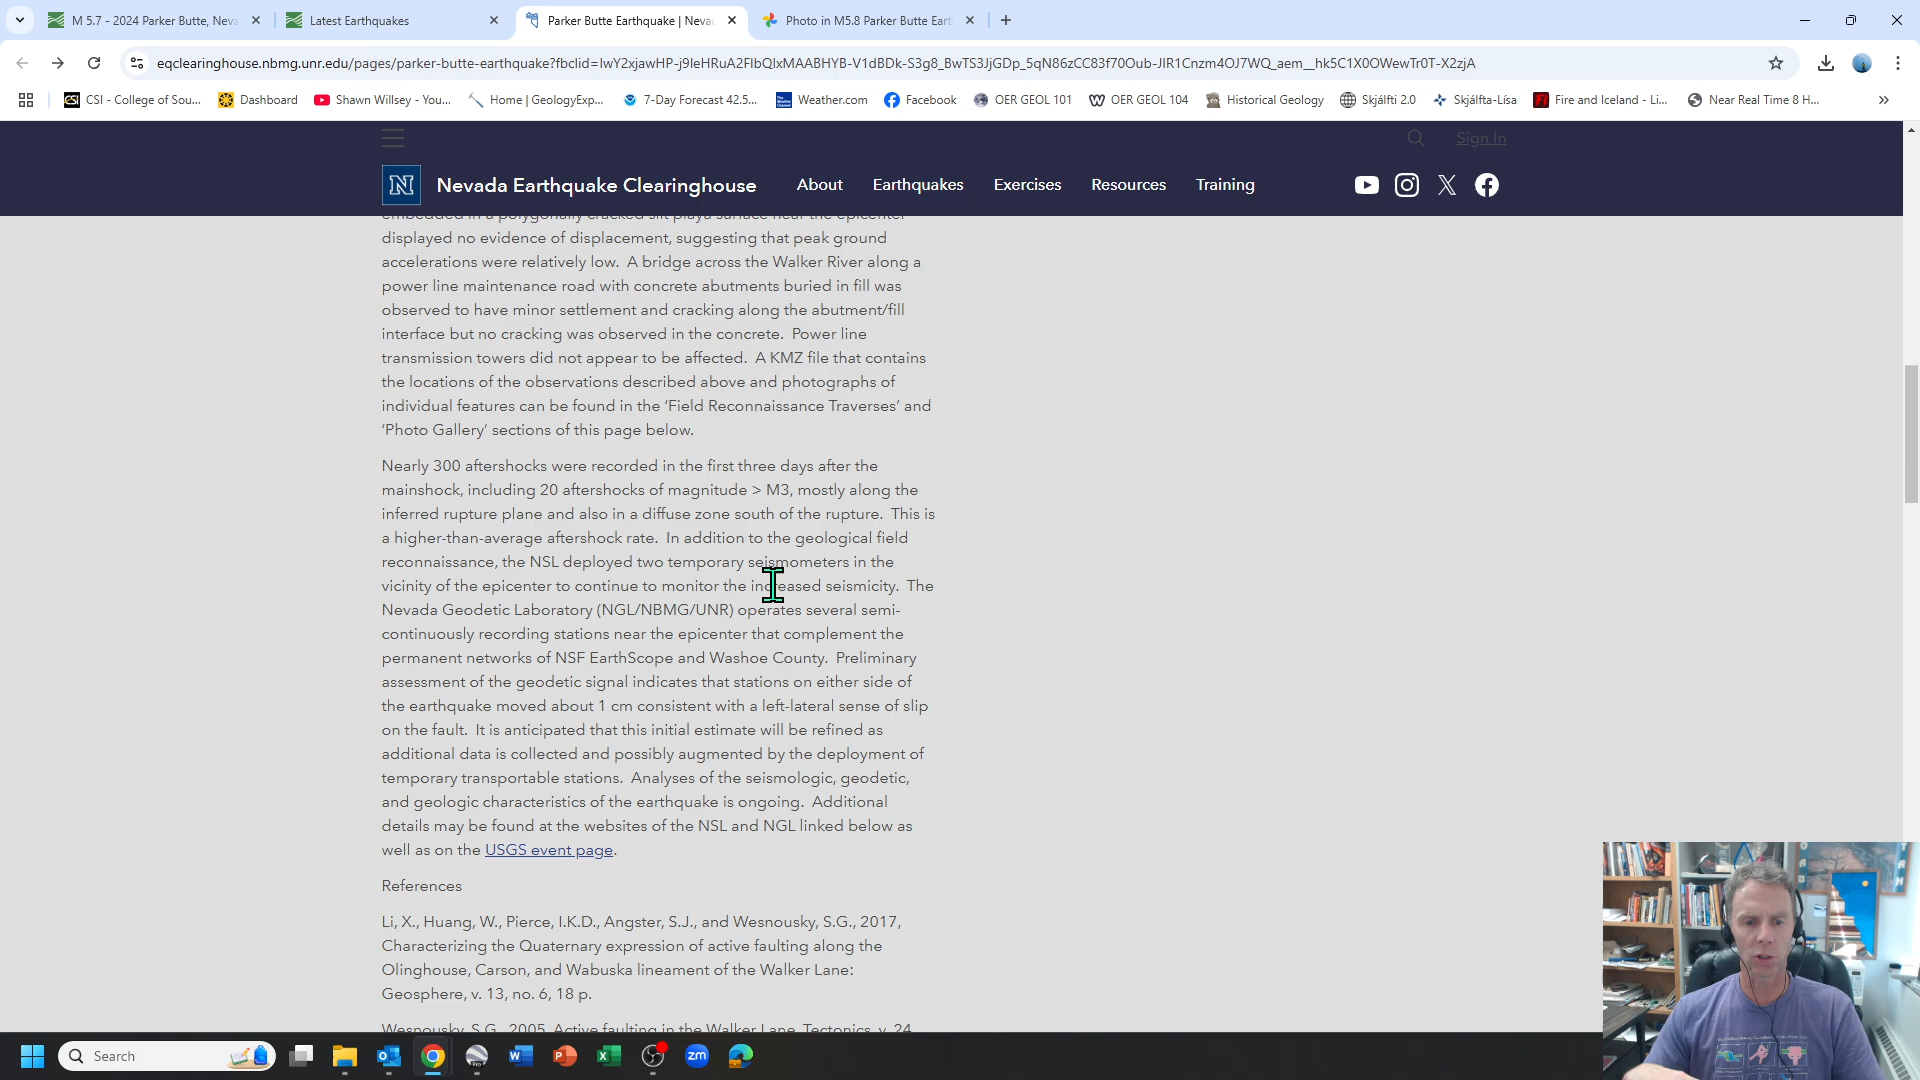 M 5.7 - 2024 Parker Butte, Neva
Latest Earthquakes
Parker Butte Earthquake | Neva
Photo in M5.8 Parker Butte Eart
eqclearinghouse.nbmg.unr.edu/pages/parker-butte-earthquake?fbclid=IwY2xjawHP-j9leHRuA2FlbQIxMAABHYB-V1dBDk-S3g8_BwTS3JjGDp_5qN86zCC83f70Oub-JIR1Cnzm4OJ7WQ_aem__hk5C1X0OWewTr0T-X2zjA
CSI - College of Sou...
Dashboard
Shawn Willsey - You...
Home | GeologyExp...
7-Day Forecast 42.5...
Weather.com
Facebook
OER GEOL 101
OER GEOL 104
Historical Geology
Skjálfti 2.0
Skjálfta-Lísa
Fire and Iceland - Li...
Near Real Time 8 H...
Sign In
N
Nevada Earthquake Clearinghouse
About
Earthquakes
Exercises
Resources
Training
embedded in a polygonally cracked silt playa surface near the epicenter
displayed no evidence of displacement, suggesting that peak ground
accelerations were relatively low. A bridge across the Walker River along a
power line maintenance road with concrete abutments buried in fill was
observed to have minor settlement and cracking along the abutment/fill
interface but no cracking was observed in the concrete. Power line
transmission towers did not appear to be affected. A KMZ file that contains
the locations of the observations described above and photographs of
individual features can be found in the ‘Field Reconnaissance Traverses’ and
‘Photo Gallery’ sections of this page below.
Nearly 300 aftershocks were recorded in the first three days after the
mainshock, including 20 aftershocks of magnitude > M3, mostly along the
inferred rupture plane and also in a diffuse zone south of the rupture. This is
a higher-than-average aftershock rate. In addition to the geological field
reconnaissance, the NSL deployed two temporary seismometers in the
vicinity of the epicenter to continue to monitor the increased seismicity. The
Nevada Geodetic Laboratory (NGL/NBMG/UNR) operates several semi-
continuously recording stations near the epicenter that complement the
permanent networks of NSF EarthScope and Washoe County. Preliminary
assessment of the geodetic signal indicates that stations on either side of
the earthquake moved about 1 cm consistent with a left-lateral sense of slip
on the fault. It is anticipated that this initial estimate will be refined as
additional data is collected and possibly augmented by the deployment of
temporary transportable stations. Analyses of the seismologic, geodetic,
and geologic characteristics of the earthquake is ongoing. Additional
details may be found at the websites of the NSL and NGL linked below as
well as on the USGS event page.
References
Li, X., Huang, W., Pierce, I.K.D., Angster, S.J., and Wesnousky, S.G., 2017,
Characterizing the Quaternary expression of active faulting along the
Olinghouse, Carson, and Wabuska lineament of the Walker Lane:
Geosphere, v. 13, no. 6, 18 p.
Wesnousky, S.G., 2005, Active faulting in the Walker Lane, Tectonics, v. 24,
Search